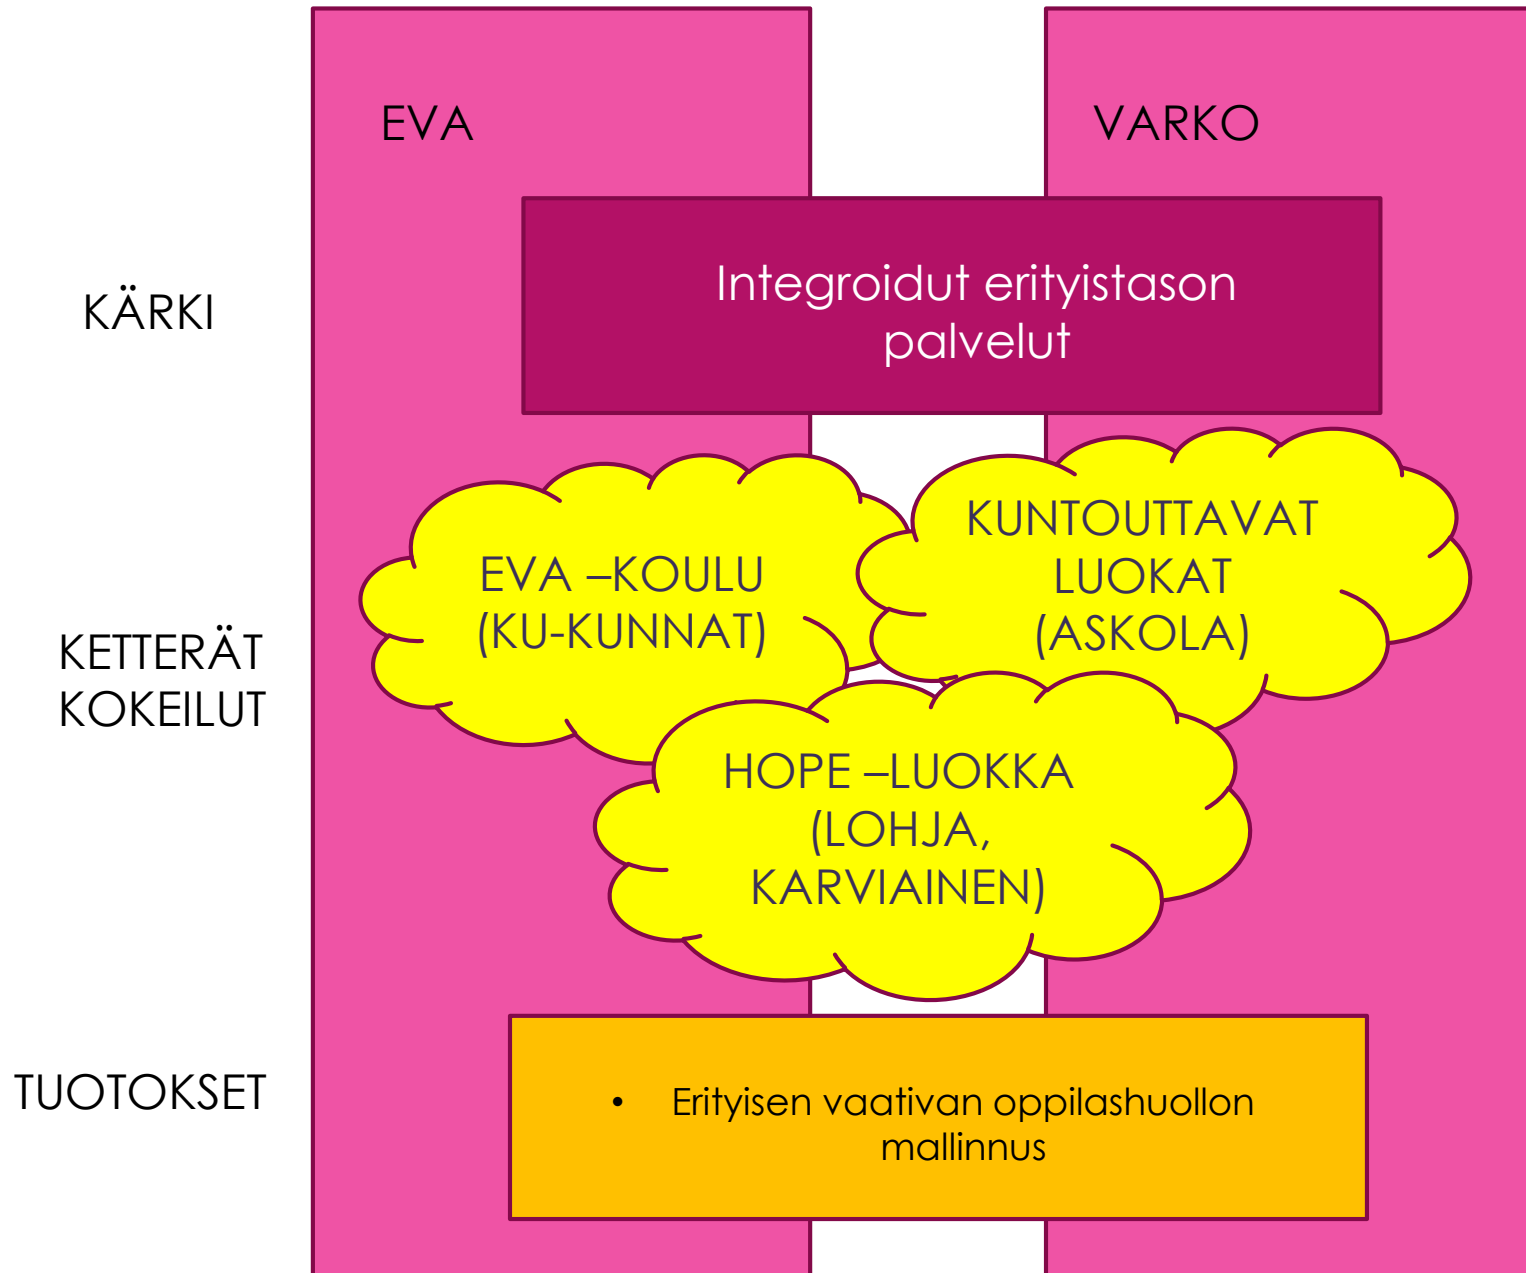 EVA
VARKO
KÄRKI
Integroidut erityistason
palvelut
KETTERÄT
KOKEILUT
EVA –KOULU
(KU-KUNNAT)
KUNTOUTTAVAT
LUOKAT
(ASKOLA)
HOPE –LUOKKA
(LOHJA,
KARVIAINEN)
TUOTOKSET
• Erityisen vaativan oppilashuollon
mallinnus